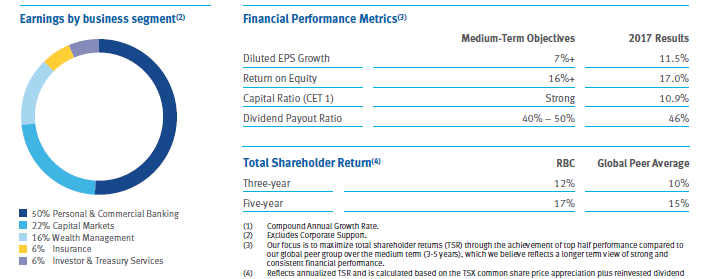 Earnings by business segment(2)
50% Personal & Commercial Banking
22% Capital Markets
16% Wealth Management
6% Insurance
6% Investor & Treasury Services
Financial Performance Metrics(3)
Medium-Term Objectives 2017 Results
Diluted EPS Growth 7%+ 11.5%
Return on Equity 16%+ 17.0%
Capital Ratio (CET 1) Strong 10.9%
Dividend Payout Ratio 40% – 50% 46%
Total Shareholder Return(4) RBC Global Peer Average
Three-year 12% 10%
Five-year 17% 15%
(1) Compound Annual Growth Rate.
(2) Excludes Corporate Support.
(3) Our focus is to maximize total shareholder returns (TSR) through the achievement of top half performance compared to
our global peer group over the medium term (3-5 years), which we believe reflects a longer term view of strong and
consistent financial performance.
(4) Reflects annualized TSR and is calculated based on the TSX common share price appreciation plus reinvested dividend